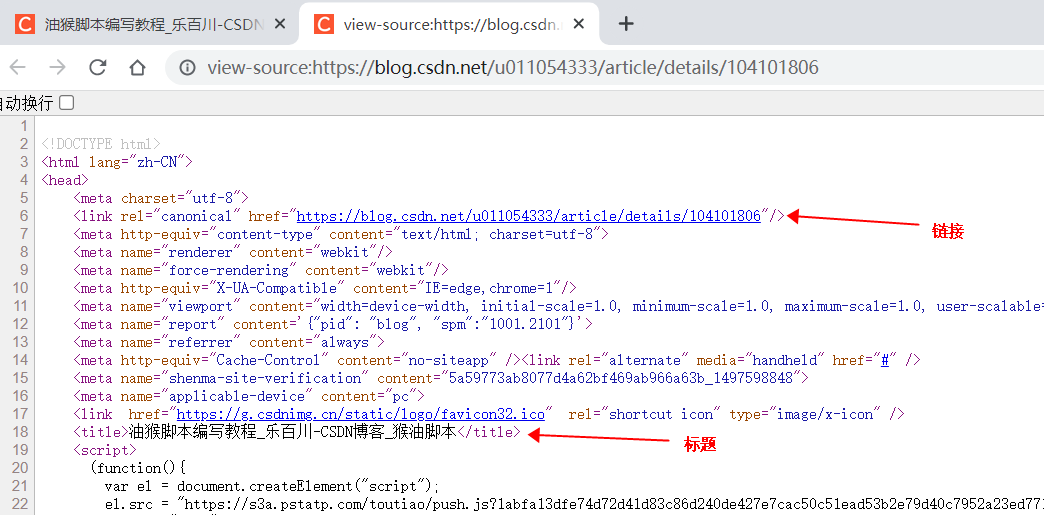 油猴脚本编写教程_乐百川-CSDN
view-source:https://blog.csdn.
view-source:https://blog.csdn.net/u011054333/article/details/104101806
自动换行
1
2 <!DOCTYPE html>
3 <html lang="zh-CN">
4 <head>
5 <meta charset="utf-8">
6 <link rel="canonical" href="https://blog.csdn.net/u011054333/article/details/104101806"/>
链接
7 <meta http-equiv="content-type" content="text/html; charset=utf-8">
8 <meta name="renderer" content="webkit"/>
9 <meta name="force-rendering" content="webkit"/>
10 <meta http-equiv="X-UA-Compatible" content="IE=edge,chrome=1"/>
11 <meta name="viewport" content="width=device-width, initial-scale=1.0, minimum-scale=1.0, maximum-scale=1.0, user-scalable=
12 <meta name="report" content='{"pid": "blog", "spm":"1001.2101"}'>
13 <meta name="referrer" content="always">
14 <meta http-equiv="Cache-Control" content="no-siteapp" /><link rel="alternate" media="handheld" href="#" />
15 <meta name="shenma-site-verification" content="5a59773ab8077d4a62bf469ab966a63b_1497598848">
16 <meta name="applicable-device" content="pc">
17 <link href="https://g.csdnimg.cn/static/logo/favicon32.ico" rel="shortcut icon" type="image/x-icon" />
18 <title>油猴脚本编写教程_乐百川-CSDN博客_猴油脚本</title>
标题
19 <script>
20 (function(){
21 var el = document.createElement("script");
22 el.src = "https://s3a.pstatp.com/toutiao/push.js?1abfa13dfe74d72d41d83c86d240de427e7cac50c51ead53b2e79d40c7952a23ed771